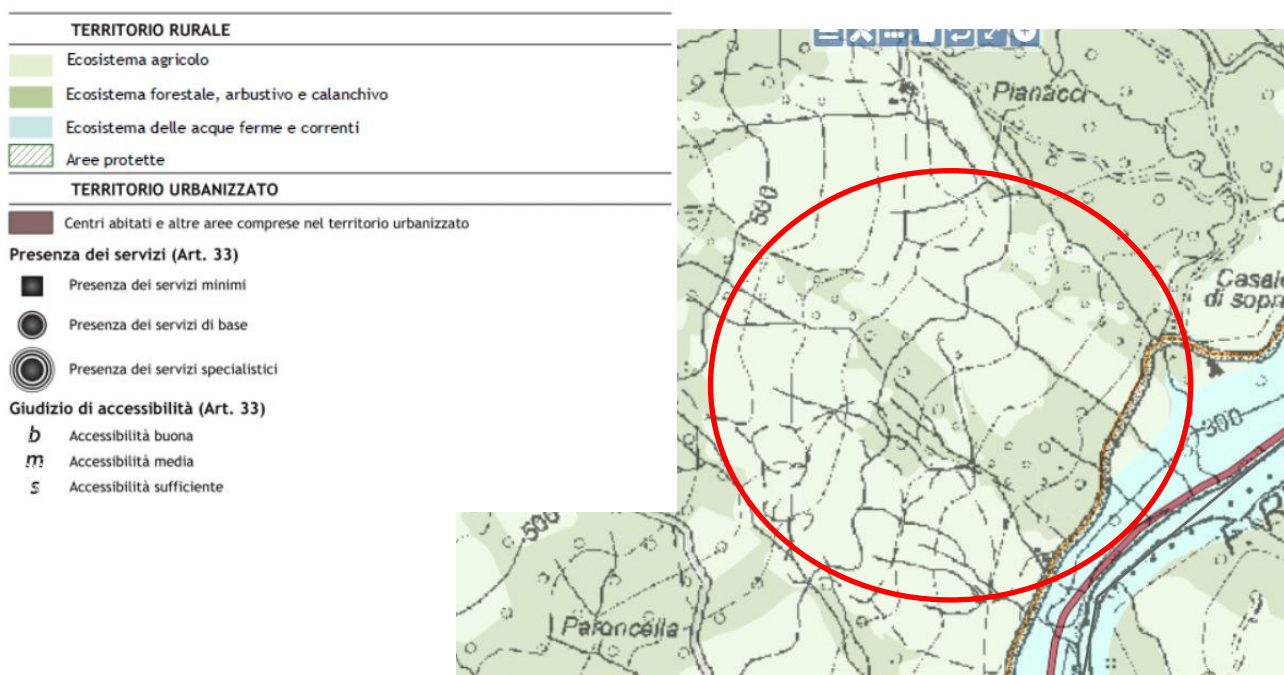 TERRITORIO RURALE
Ecosistema agricolo
Ecosistema forestale, arbustivo e calanchivo
Ecosistema delle acque ferme e correnti
Aree protette
TERRITORIO URBANIZZATO
Centri abitati e altre aree comprese nel territorio urbanizzato
Presenza dei servizi (Art. 33)
Presenza dei servizi minimi
Presenza dei servizi di base
Presenza dei servizi specialistici
Giudizio di accessibilità (Art. 33)
b Accessibilità buona
m Accessibilità media
s Accessibilità sufficiente
Pianacci
500
di sopra
300
500
Paroncella